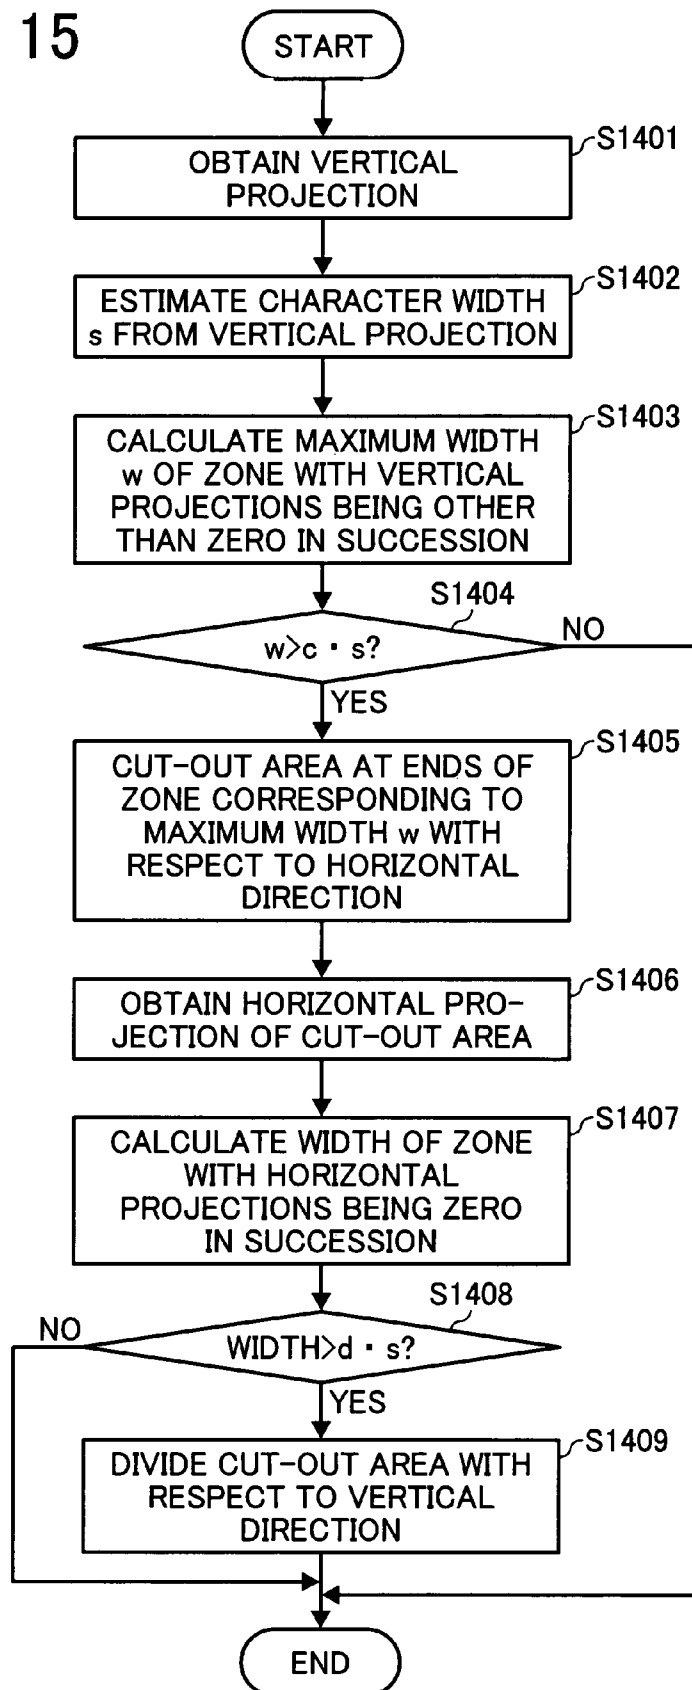 15
START
S1401
OBTAIN VERTICAL
PROJECTION
S1402
ESTIMATE CHARACTER WIDTH
s FROM VERTICAL PROJECTION
S1403
CALCULATE MAXIMUM WIDTH
w OF ZONE WITH VERTICAL
PROJECTIONS BEING OTHER
THAN ZERO IN SUCCESSION
S1404
w>c・s?
NO
YES
S1405
CUT-OUT AREA AT ENDS OF
ZONE CORRESPONDING TO
MAXIMUM WIDTH w WITH
RESPECT TO HORIZONTAL
DIRECTION
S1406
OBTAIN HORIZONTAL PRO-
JECTION OF CUT-OUT AREA
S1407
CALCULATE WIDTH OF ZONE
WITH HORIZONTAL
PROJECTIONS BEING ZERO
IN SUCCESSION
S1408
NO
WIDTH>d・s?
YES
S1409
DIVIDE CUT-OUT AREA WITH
RESPECT TO VERTICAL
DIRECTION
END